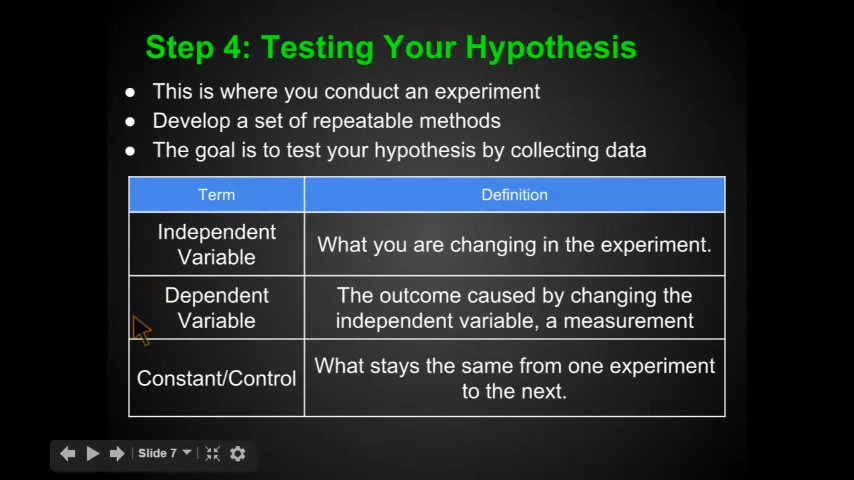 Step 4: Testing Your Hypothesis
● This is where you conduct an experiment
● Develop a set of repeatable methods
● The goal is to test your hypothesis by collecting data
Term
Definition
Independent
Variable
What you are changing in the experiment.
Dependent
Variable
The outcome caused by changing the
independent variable, a measurement
Constant/Control
What stays the same from one experiment
to the next.
Slide 7